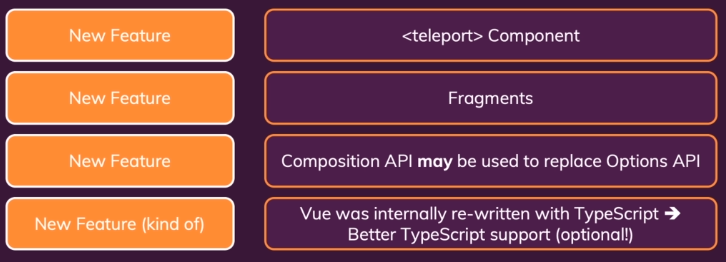 New Feature
<teleport> Component
New Feature
Fragments
New Feature
Composition API may be used to replace Options API
New Feature (kind of)
Vue was internally re-written with TypeScript ➔
Better TypeScript support (optional!)